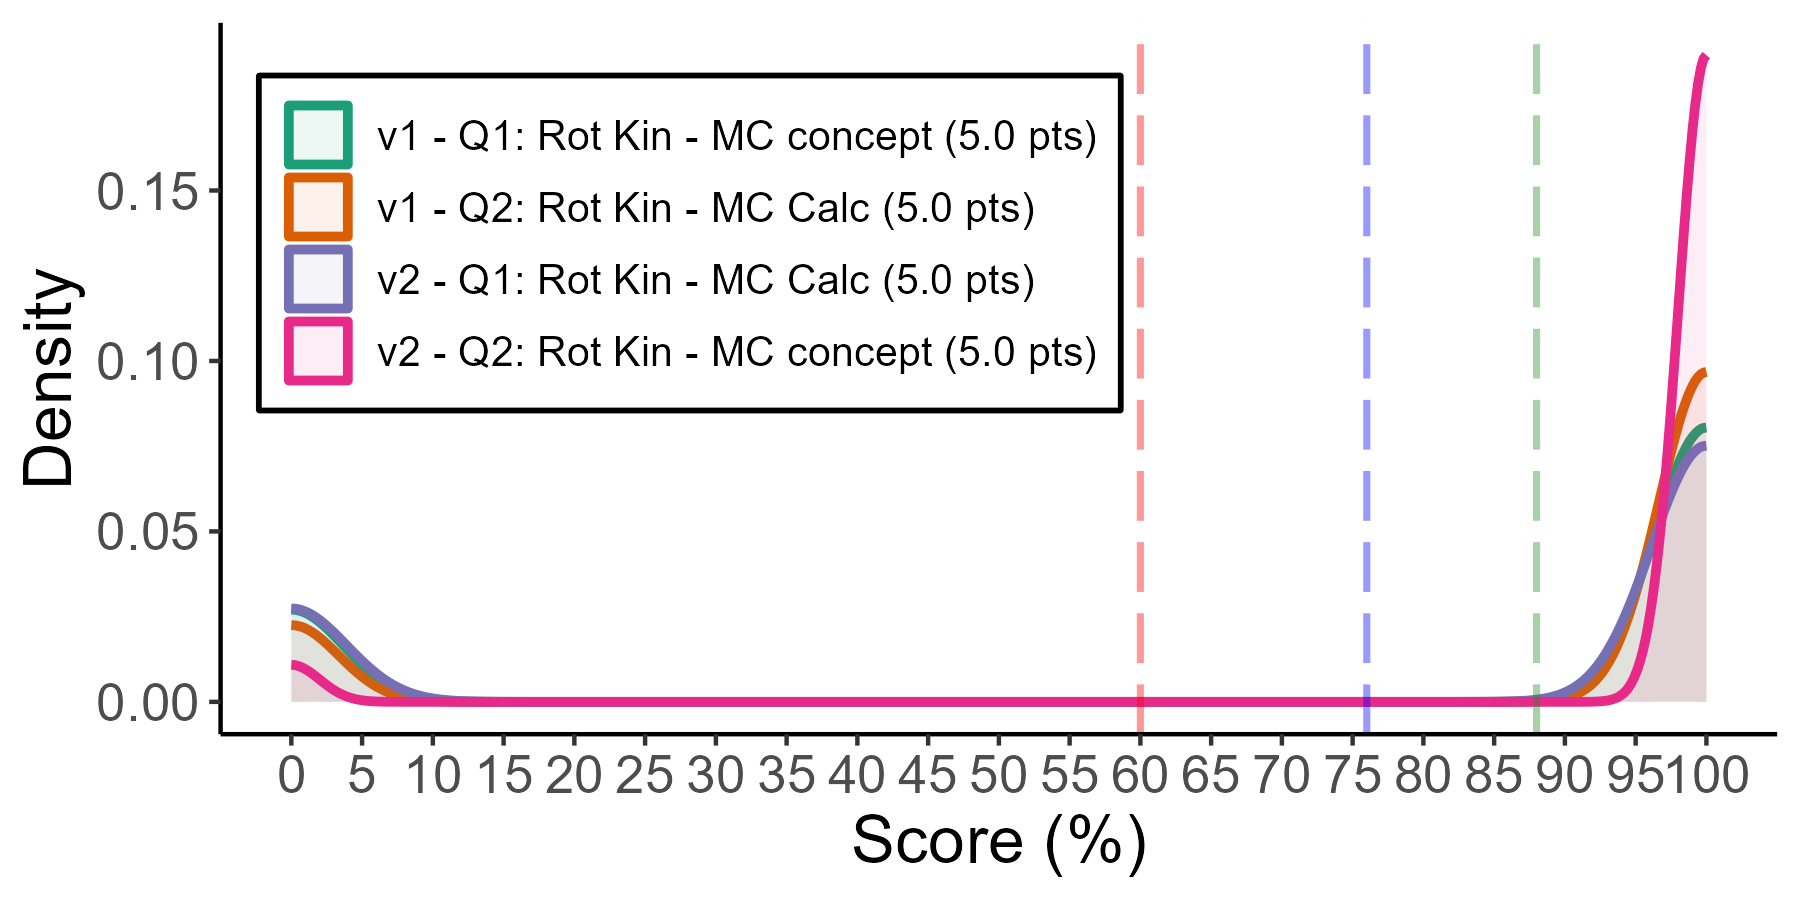 v1 - Q1: Rot Kin - MC concept (5.0 pts)
v1 - Q2: Rot Kin - MC Calc (5.0 pts)
v2 - Q1: Rot Kin - MC Calc (5.0 pts)
v2 - Q2: Rot Kin - MC concept (5.0 pts)
Density
0.15
0.10
0.05
0.00
0 5 10 15 20 25 30 35 40 45 50 55 60 65 70 75 80 85 90 95 100
Score (%)